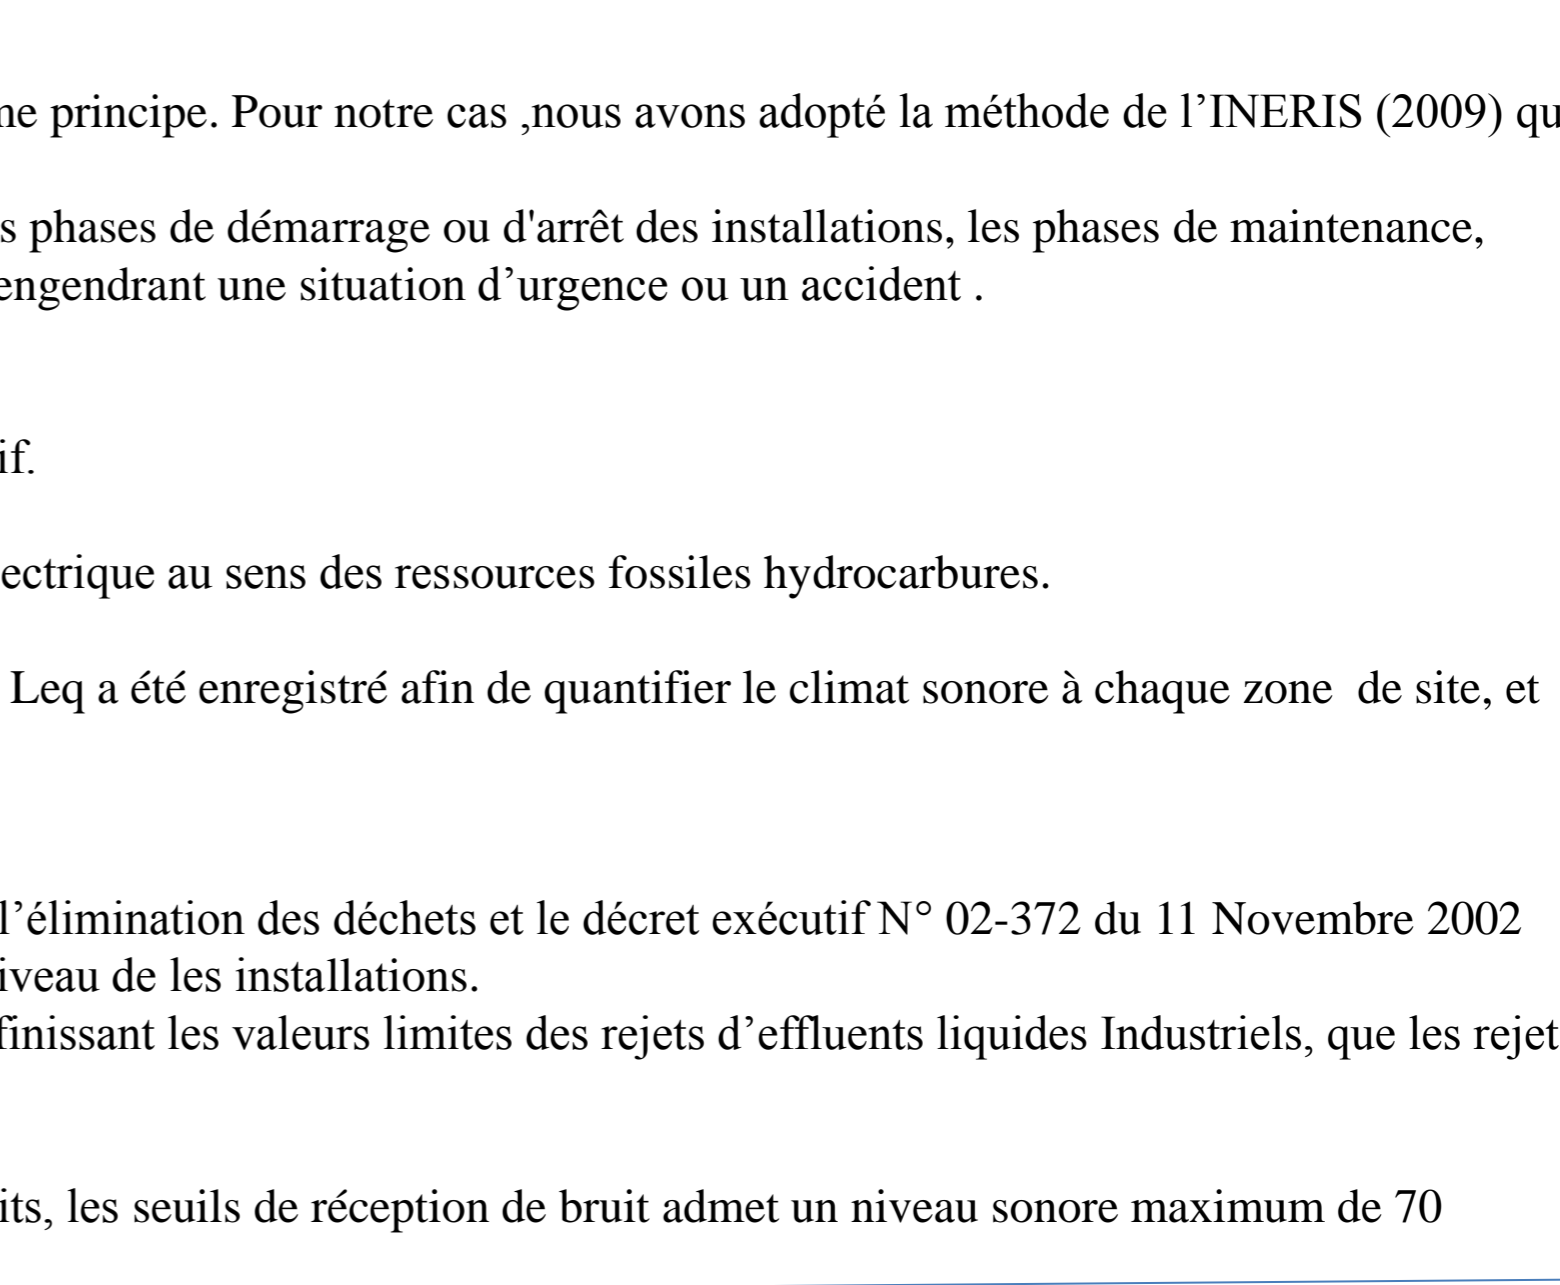 ne principe. Pour notre cas ,nous avons adopté la méthode de l’INERIS (2009) qu
s phases de démarrage ou d'arrêt des installations, les phases de maintenance,
engendrant une situation d’urgence ou un accident .
if.
ectrique au sens des ressources fossiles hydrocarbures.
Leq a été enregistré afin de quantifier le climat sonore à chaque zone  de site, et
l’élimination des déchets et le décret exécutif N° 02-372 du 11 Novembre 2002
iveau de les installations.
finissant les valeurs limites des rejets d’effluents liquides Industriels, que les rejet
its, les seuils de réception de bruit admet un niveau sonore maximum de 70